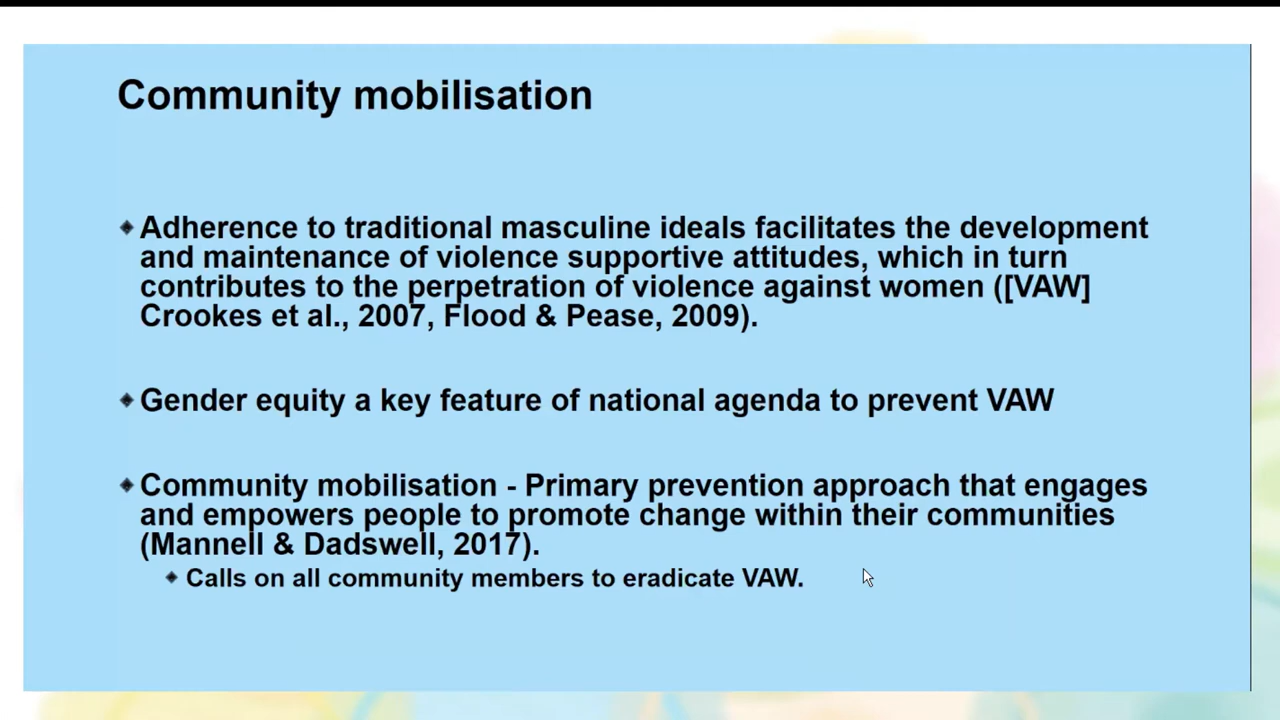 Community mobilisation
Adherence to traditional masculine ideals facilitates the development
and maintenance of violence supportive attitudes, which in turn
contributes to the perpetration of violence against women ([VAW]
Crookes et al., 2007, Flood & Pease, 2009).
Gender equity a key feature of national agenda to prevent VAW
Community mobilisation - Primary prevention approach that engages
and empowers people to promote change within their communities
(Mannell & Dadswell, 2017).
Calls on all community members to eradicate VAW.